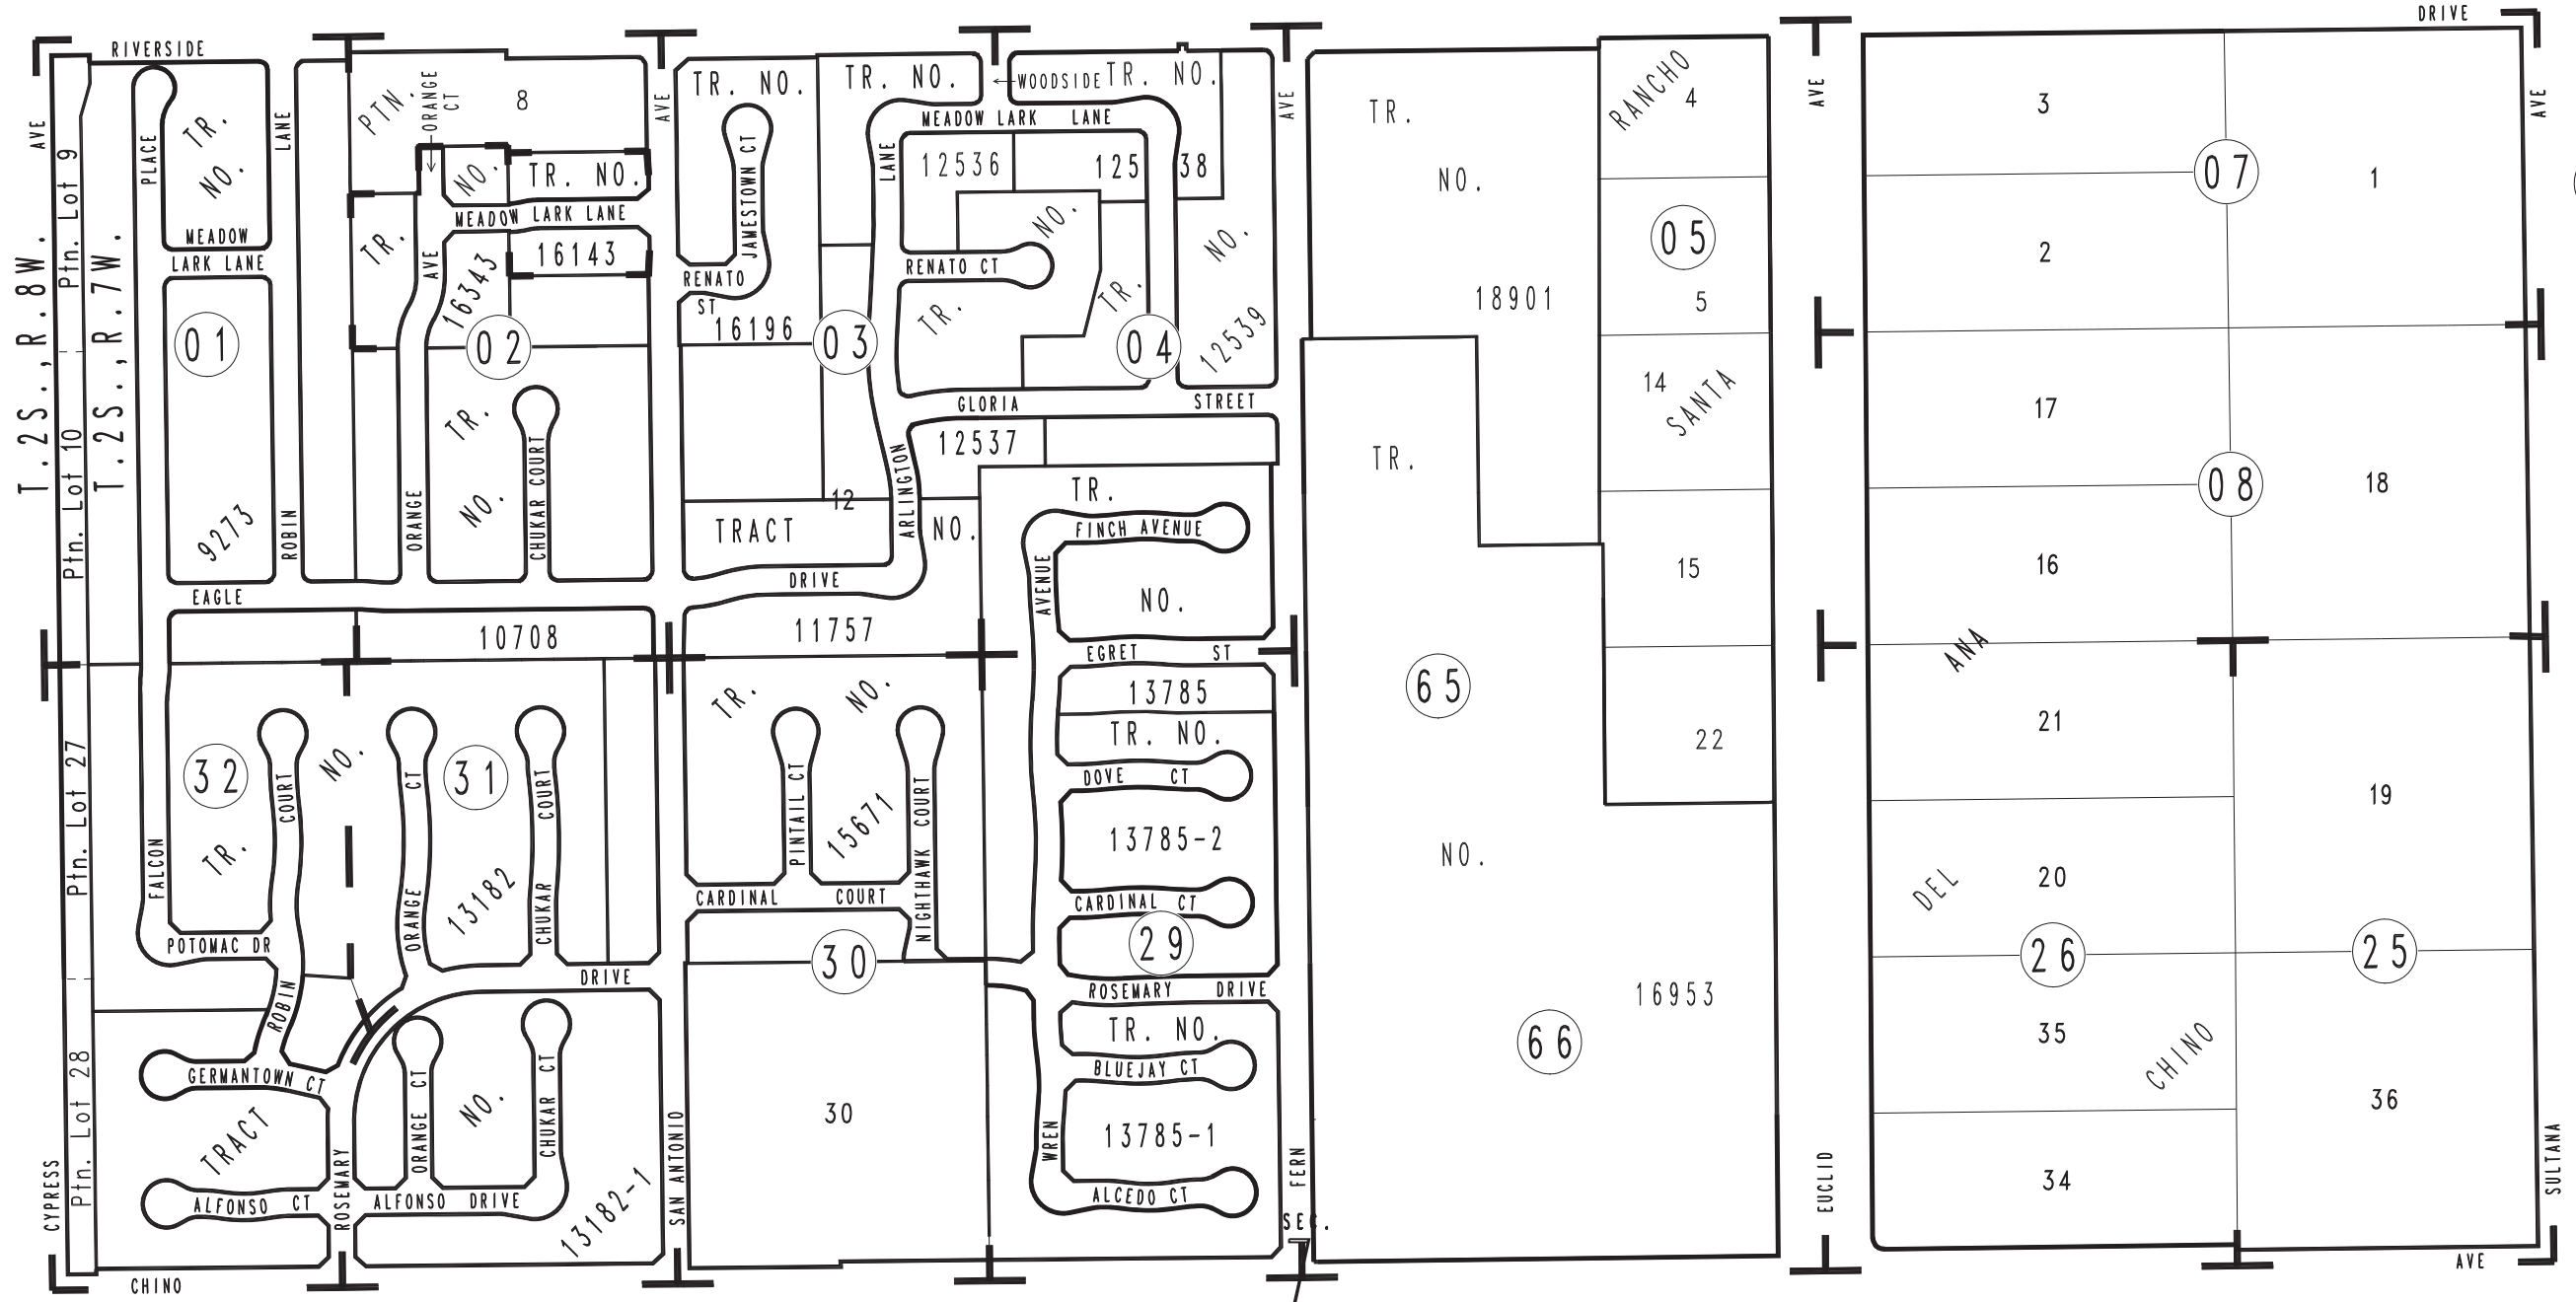 RIVERSIDE
DRIVE
AVE
T.2S.,R.8W.
T.2S.,R.7W.
Ptn. Lot 9
Ptn. Lot 10
Ptn. Lot 27
Ptn. Lot 28
CYPRESS
PLACE
TR.
NO.
MEADOW
LARK LANE
01
9273
LANE
ROBIN
EAGLE
PTN.
ORANGE
CT
8
NO.
TR. NO.
MEADOW LARK LANE
TR.
AVE
16343
16143
02
TR.
NO.
ORANGE
CHUKAR COURT
10708
AVE
TR. NO.
JAMESTOWN CT
RENATO
ST
16196
TR. NO.
03
LANE
WOODSIDE
TR. NO.
MEADOW LARK LANE
12536
12538
NO.
RENATO CT
TR.
TR.
NO.
04
12539
GLORIA STREET
12537
12
TRACT NO.
ARLINGTON
DRIVE
11757
AVE
TR.
FINCH AVENUE
AVENUE
NO.
EGRET ST
13785
TR. NO.
DOVE CT
13785-2
CARDINAL CT
29
ROSEMARY DRIVE
TR. NO.
BLUEJAY CT
13785-1
WREN
ALCEDO CT
FERN
SEC.
32
TR.
NO.
COURT
FALCON
POTOMAC DR
ROBIN
CT
ORANGE
31
13182
COURT
CHUKAR
DRIVE
GERMANTOWN CT
TRACT
ALFONSO CT
ROSEMARY
ORANGE CT
NO.
CHUKAR CT
ALFONSO DRIVE
13182-1
SAN ANTONIO
CHINO
TR. NO.
PINTAIL CT
15671
NIGHTHAWK COURT
CARDINAL COURT
30
30
TR.
NO.
18901
TR.
65
NO.
16953
66
RANCHO
4
05
5
14
SANTA
15
22
AVE
EUCLID
3
07
1
2
17
08
18
16
ANA
21
19
DEL
20
26
25
35
CHINO
36
34
AVE
SULTANA
AVE